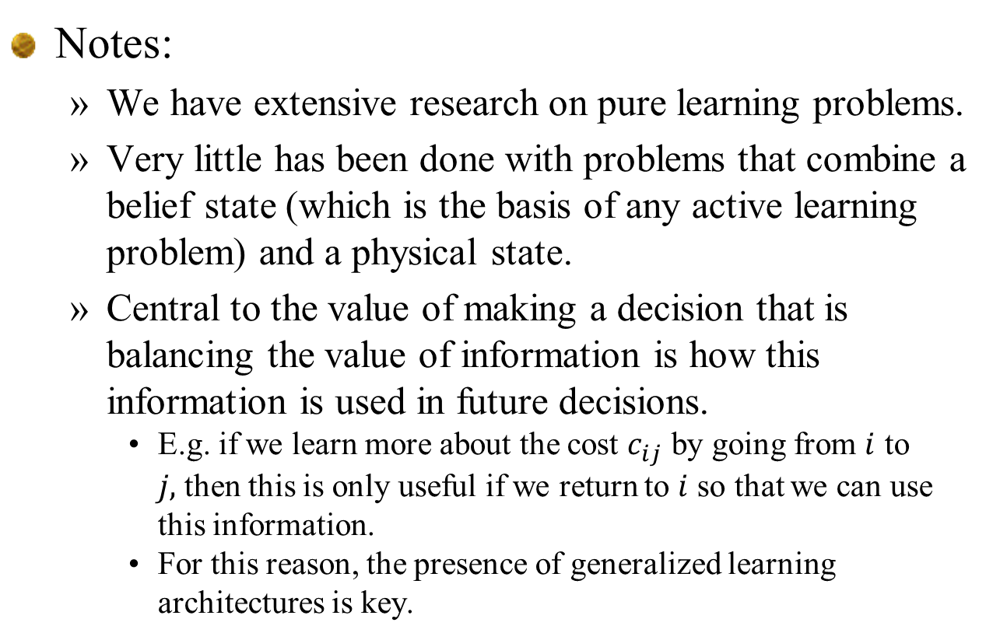 Notes:
» We have extensive research on pure learning problems.
» Very little has been done with problems that combine a
belief state (which is the basis of any active learning
problem) and a physical state.
» Central to the value of making a decision that is
balancing the value of information is how this
information is used in future decisions.
• E.g. if we learn more about the cost c_{ij} by going from i to
j, then this is only useful if we return to i so that we can use
this information.
• For this reason, the presence of generalized learning
architectures is key.